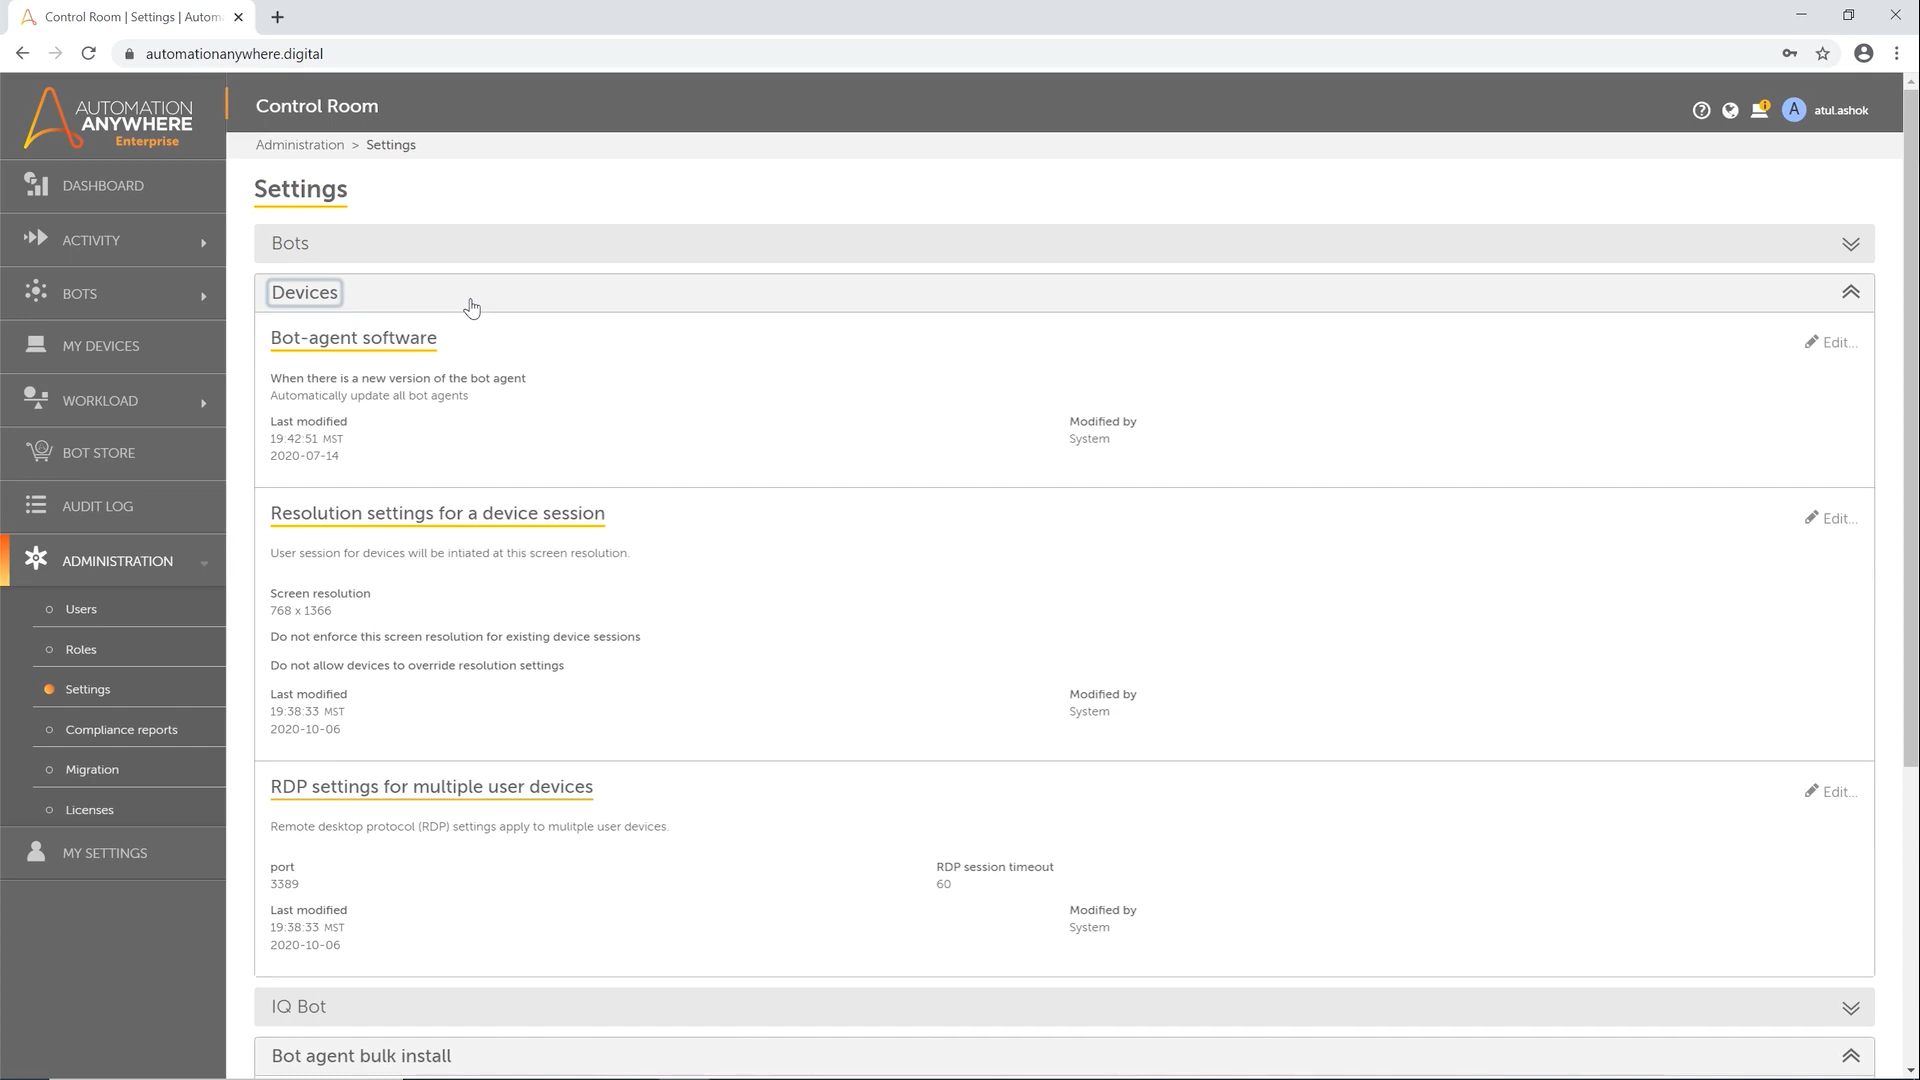 Control Room | Settings | Autom
automationanywhere.digital
AUTOMATION
ANYWHERE
Enterprise
Control Room
A
atul.ashok
Administration > Settings
DASHBOARD
ACTIVITY
BOTS
MY DEVICES
WORKLOAD
BOT STORE
AUDIT LOG
ADMINISTRATION
Users
Roles
Settings
Compliance reports
Migration
Licenses
MY SETTINGS
Settings
Bots
Devices
Bot-agent software
Edit...
When there is a new version of the bot agent
Automatically update all bot agents
Last modified
Modified by
19:42:51 MST
System
2020-07-14
Resolution settings for a device session
Edit...
User session for devices will be intiated at this screen resolution.
Screen resolution
768 x 1366
Do not enforce this screen resolution for existing device sessions
Do not allow devices to override resolution settings
Last modified
Modified by
19:38:33 MST
System
2020-10-06
RDP settings for multiple user devices
Edit...
Remote desktop protocol (RDP) settings apply to mulitple user devices.
port
RDP session timeout
3389
60
Last modified
Modified by
19:38:33 MST
System
2020-10-06
IQ Bot
Bot agent bulk install